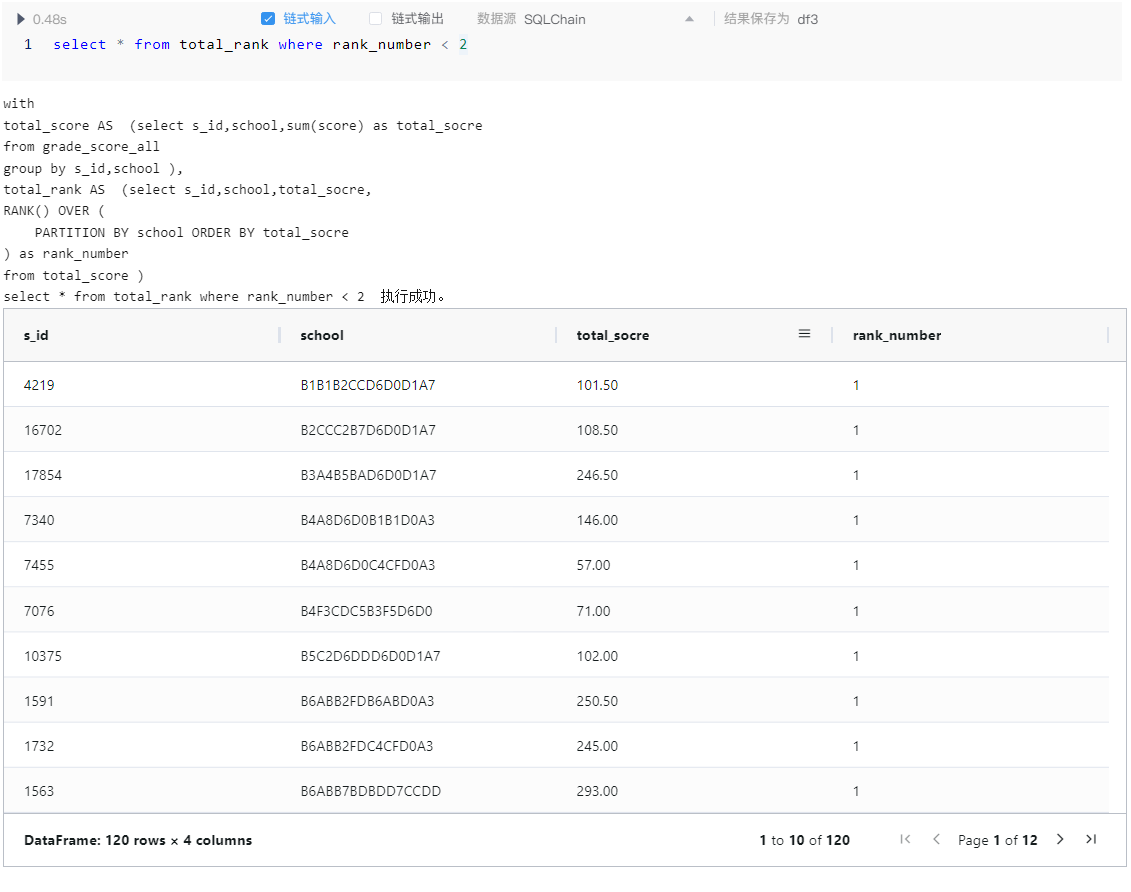 0.48s 链式输入 链式输出 数据源 SQLChain 结果保存为 df3
1 select * from total_rank where rank_number < 2
with
total_score AS  (select s_id,school,sum(score) as total_socre
from grade_score_all
group by s_id,school ),
total_rank AS  (select s_id,school,total_socre,
RANK() OVER (
    PARTITION BY school ORDER BY total_socre
) as rank_number
from total_score )
select * from total_rank where rank_number < 2  执行成功。
s_id school total_socre rank_number
4219 B1B1B2CCD6D0D1A7 101.50 1
16702 B2CCC2B7D6D0D1A7 108.50 1
17854 B3A4B5BAD6D0D1A7 246.50 1
7340 B4A8D6D0B1B1D0A3 146.00 1
7455 B4A8D6D0C4CFD0A3 57.00 1
7076 B4F3CDC5B3F5D6D0 71.00 1
10375 B5C2D6DDD6D0D1A7 102.00 1
1591 B6ABB2FDB6ABD0A3 250.50 1
1732 B6ABB2FDC4CFD0A3 245.00 1
1563 B6ABB7BDBDD7CCDD 293.00 1
DataFrame: 120 rows × 4 columns 1 to 10 of 120 Page 1 of 12